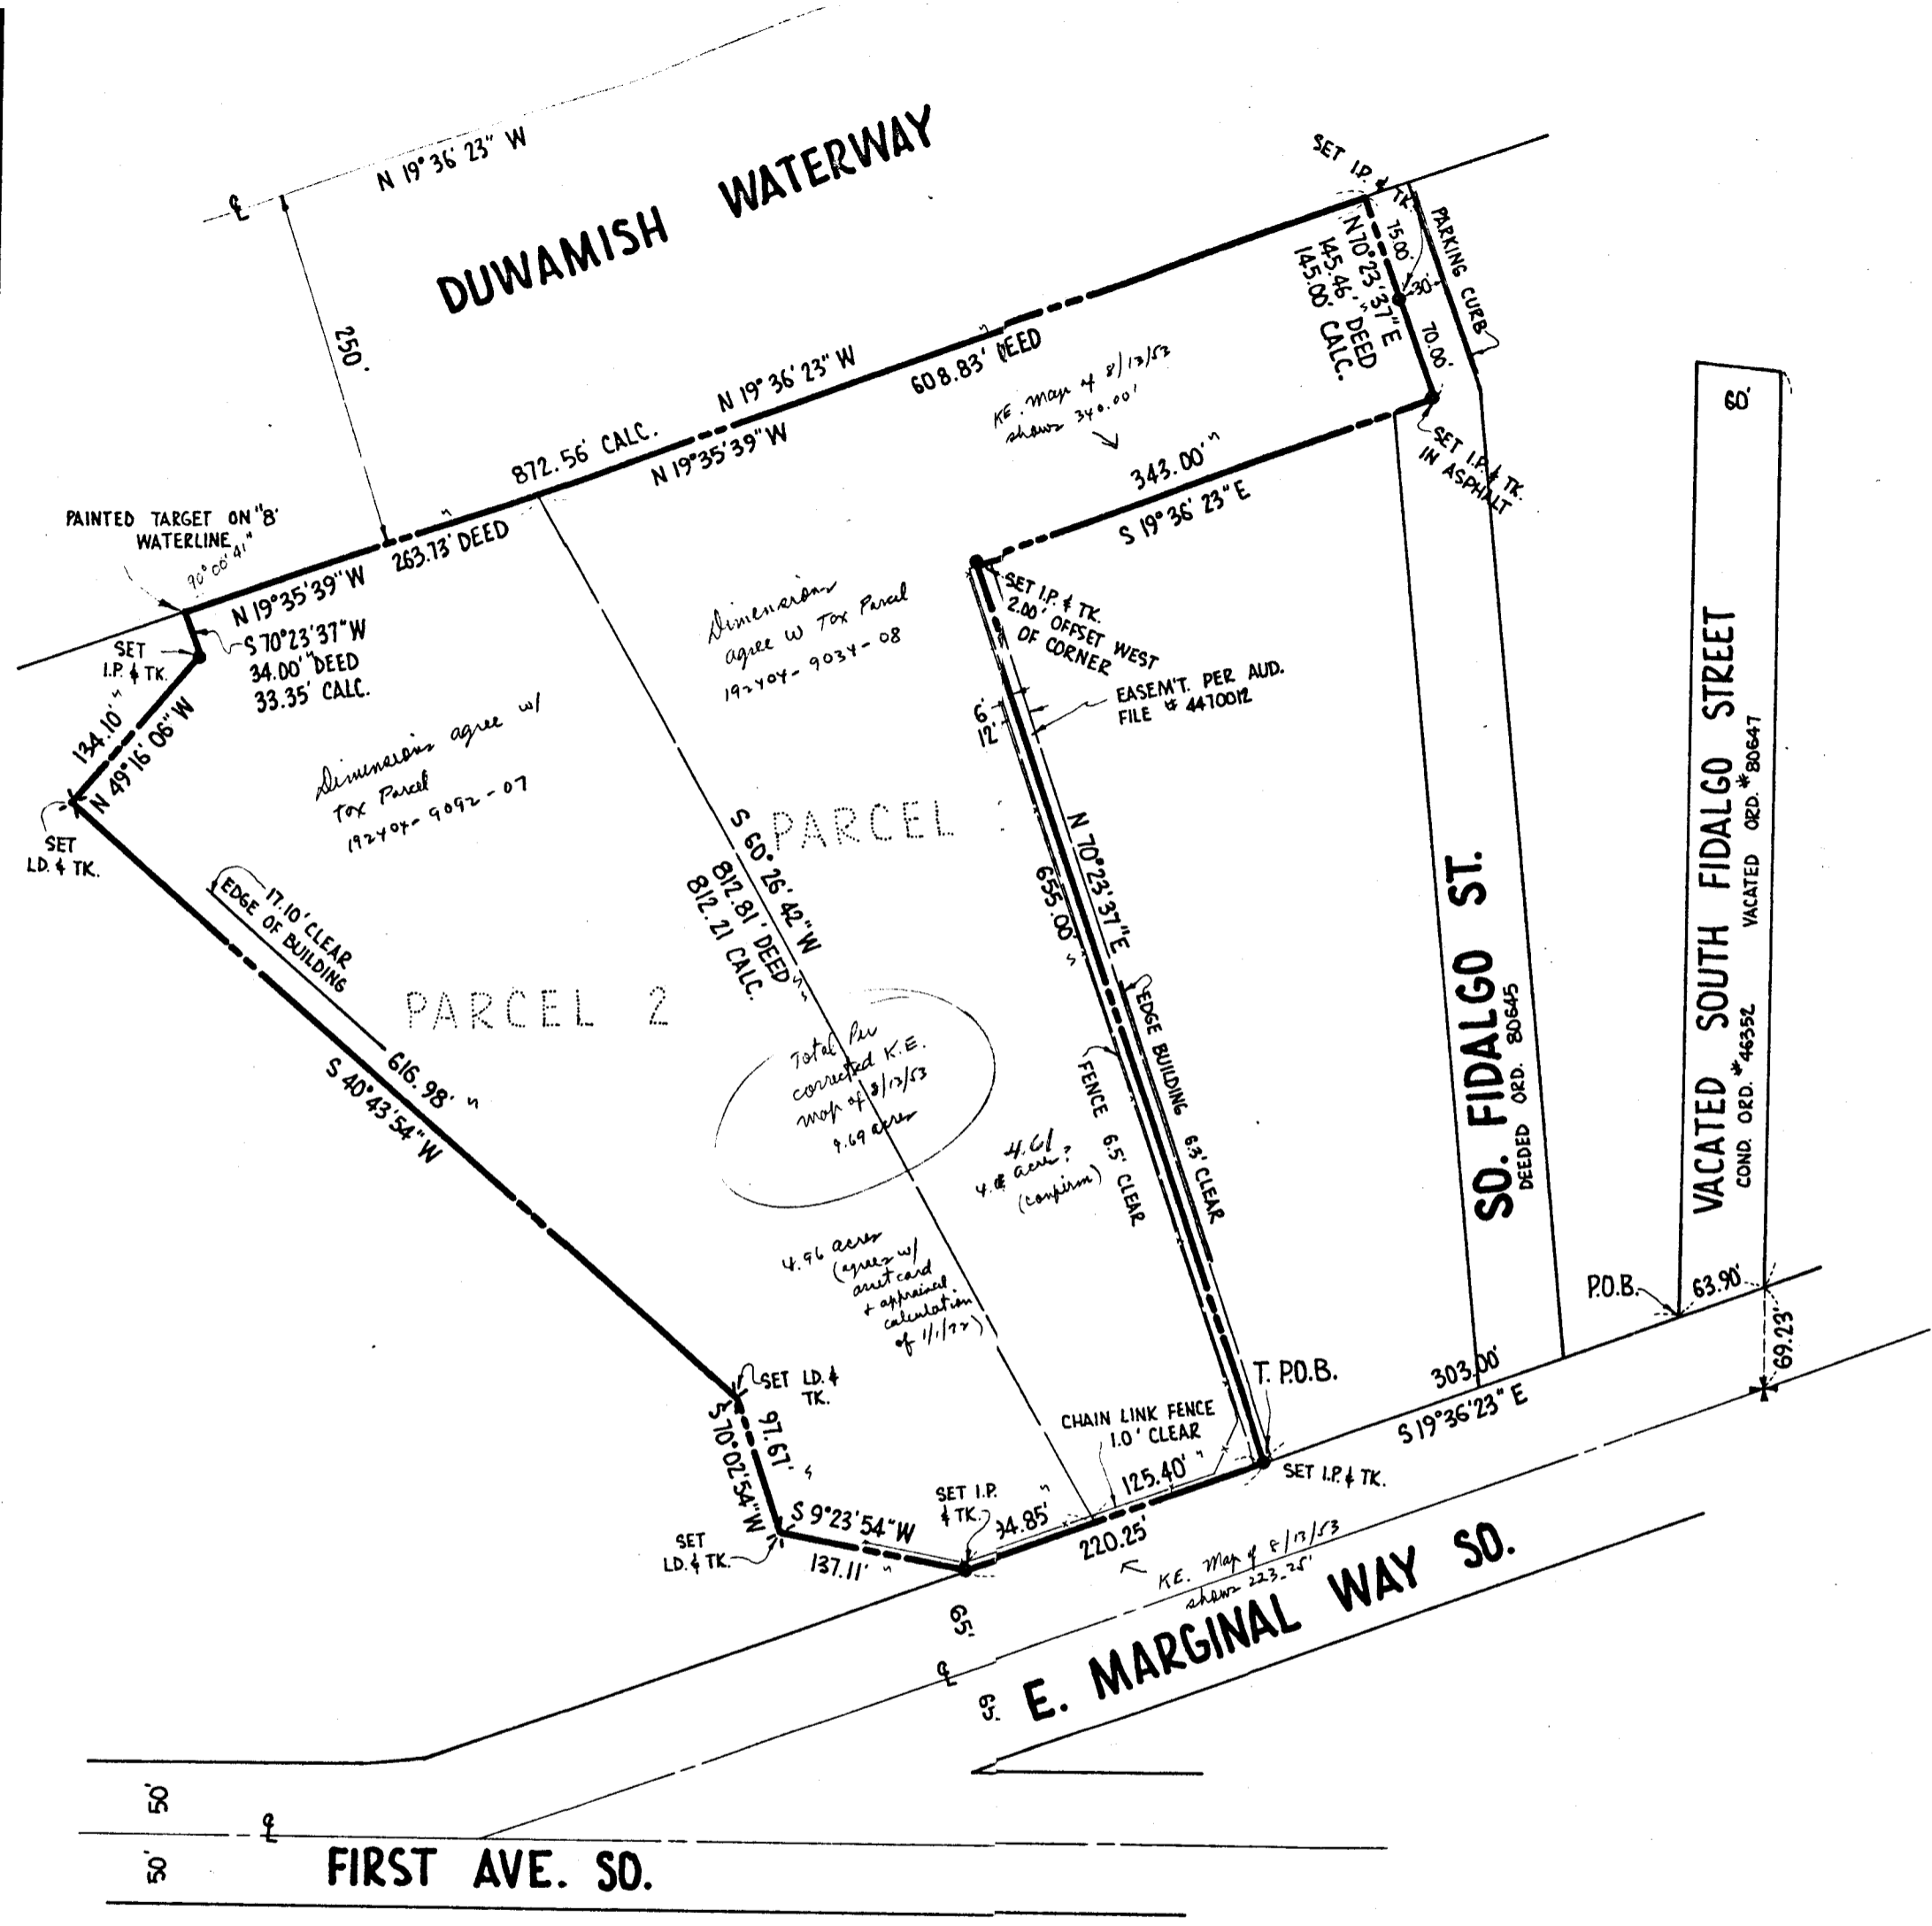 N 19° 36' 23" W
℄
DUWAMISH WATERWAY
250'
SET I.P. & TK.
PARKING CURB
75.00'
30'
70.00'
N 70° 23' 37" E
145.46' DEED
145.00' CALC.
SET I.P. & TK.
IN ASPHALT
N 19° 36' 23" W
608.83' DEED
872.56' CALC.
N 19° 35' 39" W
K.E. Map of 8/13/53
shows 340.00'
343.00'
S 19° 36' 23" E
60'
PAINTED TARGET ON "8'
WATERLINE"
90° 00' 41"
263.73' DEED
N 19° 35' 39" W
S 70° 23' 37" W
34.00' DEED
33.35' CALC.
SET
I.P. & TK.
134.10'
N 49° 16' 06" W
SET
LD. & TK.
Dimensions
agree w Tax Parcel
192404-9034-08
Dimensions agree w/
Tax Parcel
192404-9092-07
SET I.P. & TK.
2.00' OFFSET WEST
OF CORNER
EASEM'T. PER AUD.
FILE # 4470012
6'
12'
17.10' CLEAR
EDGE OF BUILDING
PARCEL
PARCEL 2
S 60° 26' 42" W
812.81' DEED
812.21 CALC.
N 70° 23' 37" E
655.00'
EDGE BUILDING 6.3' CLEAR
FENCE 6.5' CLEAR
SO. FIDALGO ST.
DEEDED ORD. 80645
VACATED SOUTH FIDALGO STREET
COND. ORD. #46352 VACATED ORD. #80647
616.98'
S 40° 43' 54" W
Total Per
corrected K.E.
map of 8/13/53
9.69 acres
4.61
acres?
(confirm)
4.96 acres
(agrees w/
asset card
+ appraisal
calculation
of 1/1/72)
SET LD. &
TK.
97.67'
S 70° 02' 54" W
S 9° 23' 54" W
137.11'
SET
LD. & TK.
SET I.P.
& TK.
34.85'
CHAIN LINK FENCE
1.0' CLEAR
125.40'
220.25'
T. P.O.B.
SET I.P. & TK.
P.O.B.
63.90'
69.23'
303.00'
S 19° 36' 23" E
K.E. Map of 8/13/53
shows 223.25'
65'
℄
65'
E. MARGINAL WAY SO.
50'
℄
50'
FIRST AVE. SO.